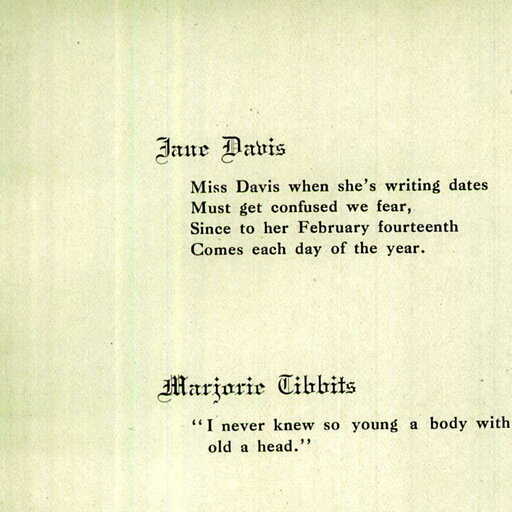 Jane Davis
Miss Davis when she's writing dates
Must get confused we fear,
Since to her February fourteenth
Comes each day of the year.
Marjorie Tibbits
"I never knew so young a body with
old a head."